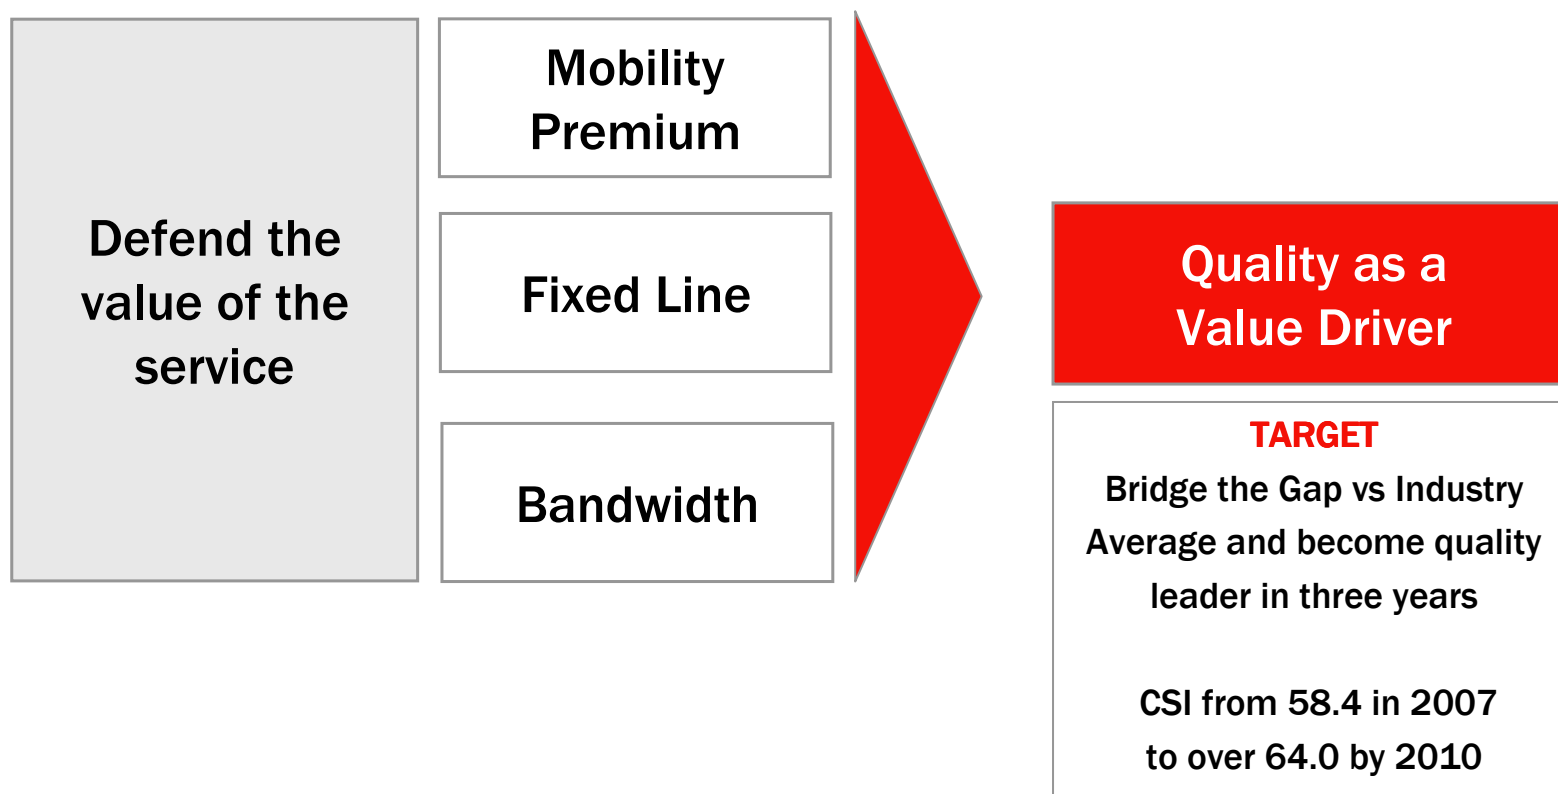 Defend the
value of the
service
Mobility
Premium
Fixed Line
Bandwidth
Quality as a
Value Driver
TARGET
Bridge the Gap vs Industry
Average and become quality
leader in three years
CSI from 58.4 in 2007
to over 64.0 by 2010